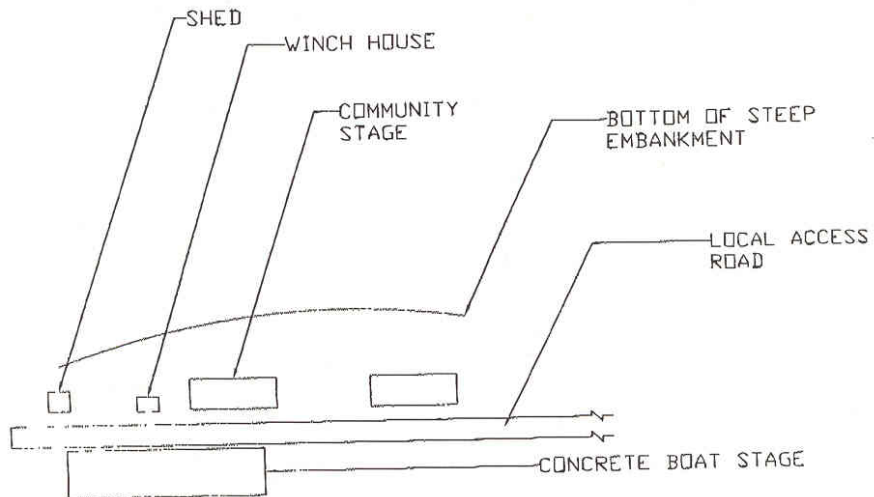 SHED
WINCH HOUSE
COMMUNITY
STAGE
BOTTOM OF STEEP
EMBANKMENT
LOCAL ACCESS
ROAD
CONCRETE BOAT STAGE